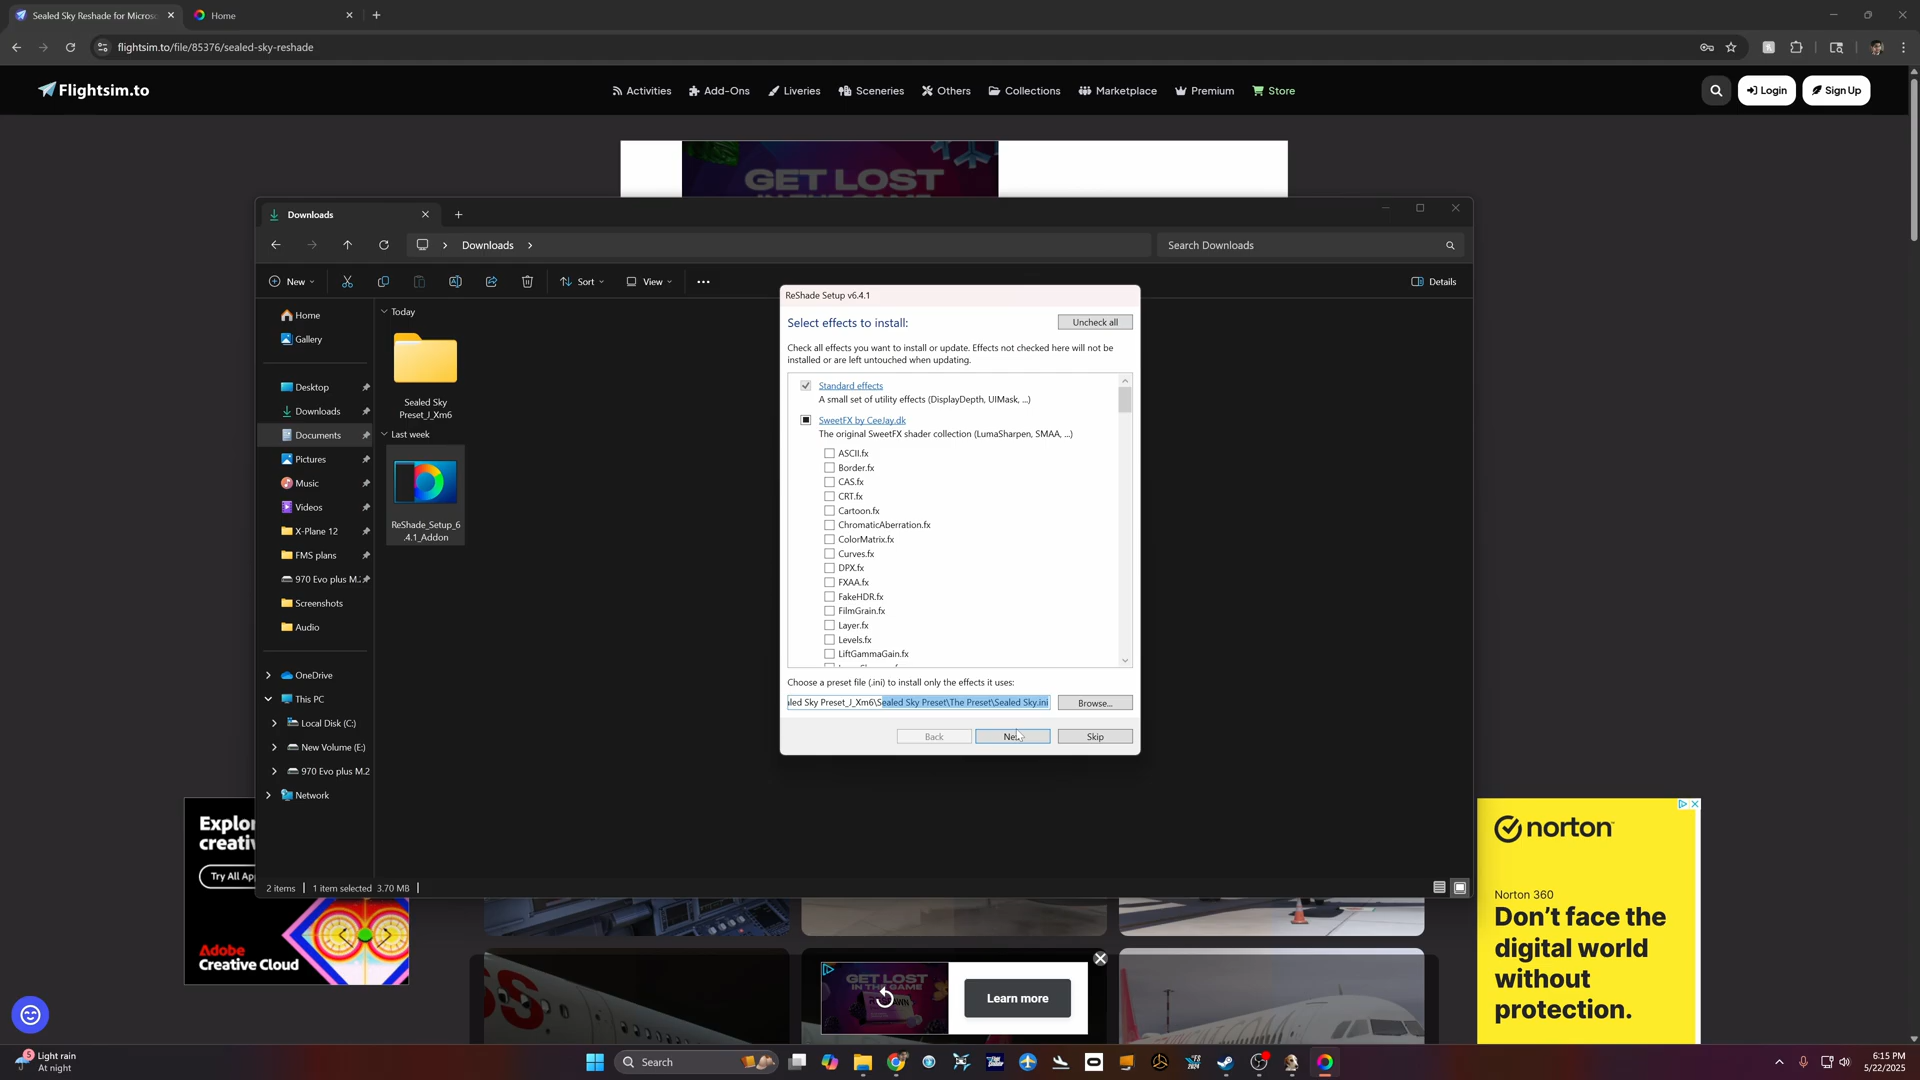 Sealed Sky Reshade for Micros
Home
flightsim.to/file/85376/sealed-sky-reshade
Flightsim.to
Activities
Add-Ons
Liveries
Sceneries
Others
Collections
Marketplace
Premium
Store
Login
Sign Up
GET LOST
Downloads
Downloads
Search Downloads
New
Sort
View
Details
Home
Gallery
Desktop
Downloads
Documents
Pictures
Music
Videos
X-Plane 12
FMS plans
970 Evo plus M.2
Screenshots
Audio
OneDrive
This PC
Local Disk (C:)
New Volume (E:)
970 Evo plus M.2
Network
Today
Sealed Sky
Preset_J_Xm6
Last week
ReShade_Setup_6
.4.1_Addon
ReShade Setup v6.4.1
Select effects to install:
Uncheck all
Check all effects you want to install or update. Effects not checked here will not be
installed or are left untouched when updating.
Standard effects
A small set of utility effects (DisplayDepth, UIMask, ...)
SweetFX by CeeJay.dk
The original SweetFX shader collection (LumaSharpen, SMAA, ...)
ASCII.fx
Border.fx
CAS.fx
CRT.fx
Cartoon.fx
ChromaticAberration.fx
ColorMatrix.fx
Curves.fx
DPX.fx
FXAA.fx
FakeHDR.fx
FilmGrain.fx
Layer.fx
Levels.fx
LiftGammaGain.fx
Choose a preset file (.ini) to install only the effects it uses:
aled Sky Preset_J_Xm6\Sealed Sky Preset\The Preset\Sealed Sky.ini
Browse...
Back
Next
Skip
2 items
1 item selected 3.70 MB
Explor
creativ
Try All App
Adobe
Creative Cloud
GET LOST
IN THE GAME
Learn more
norton
Norton 360
Don't face the
digital world
without
protection.
5
Light rain
At night
Search
FS
2024
6:15 PM
5/22/2025